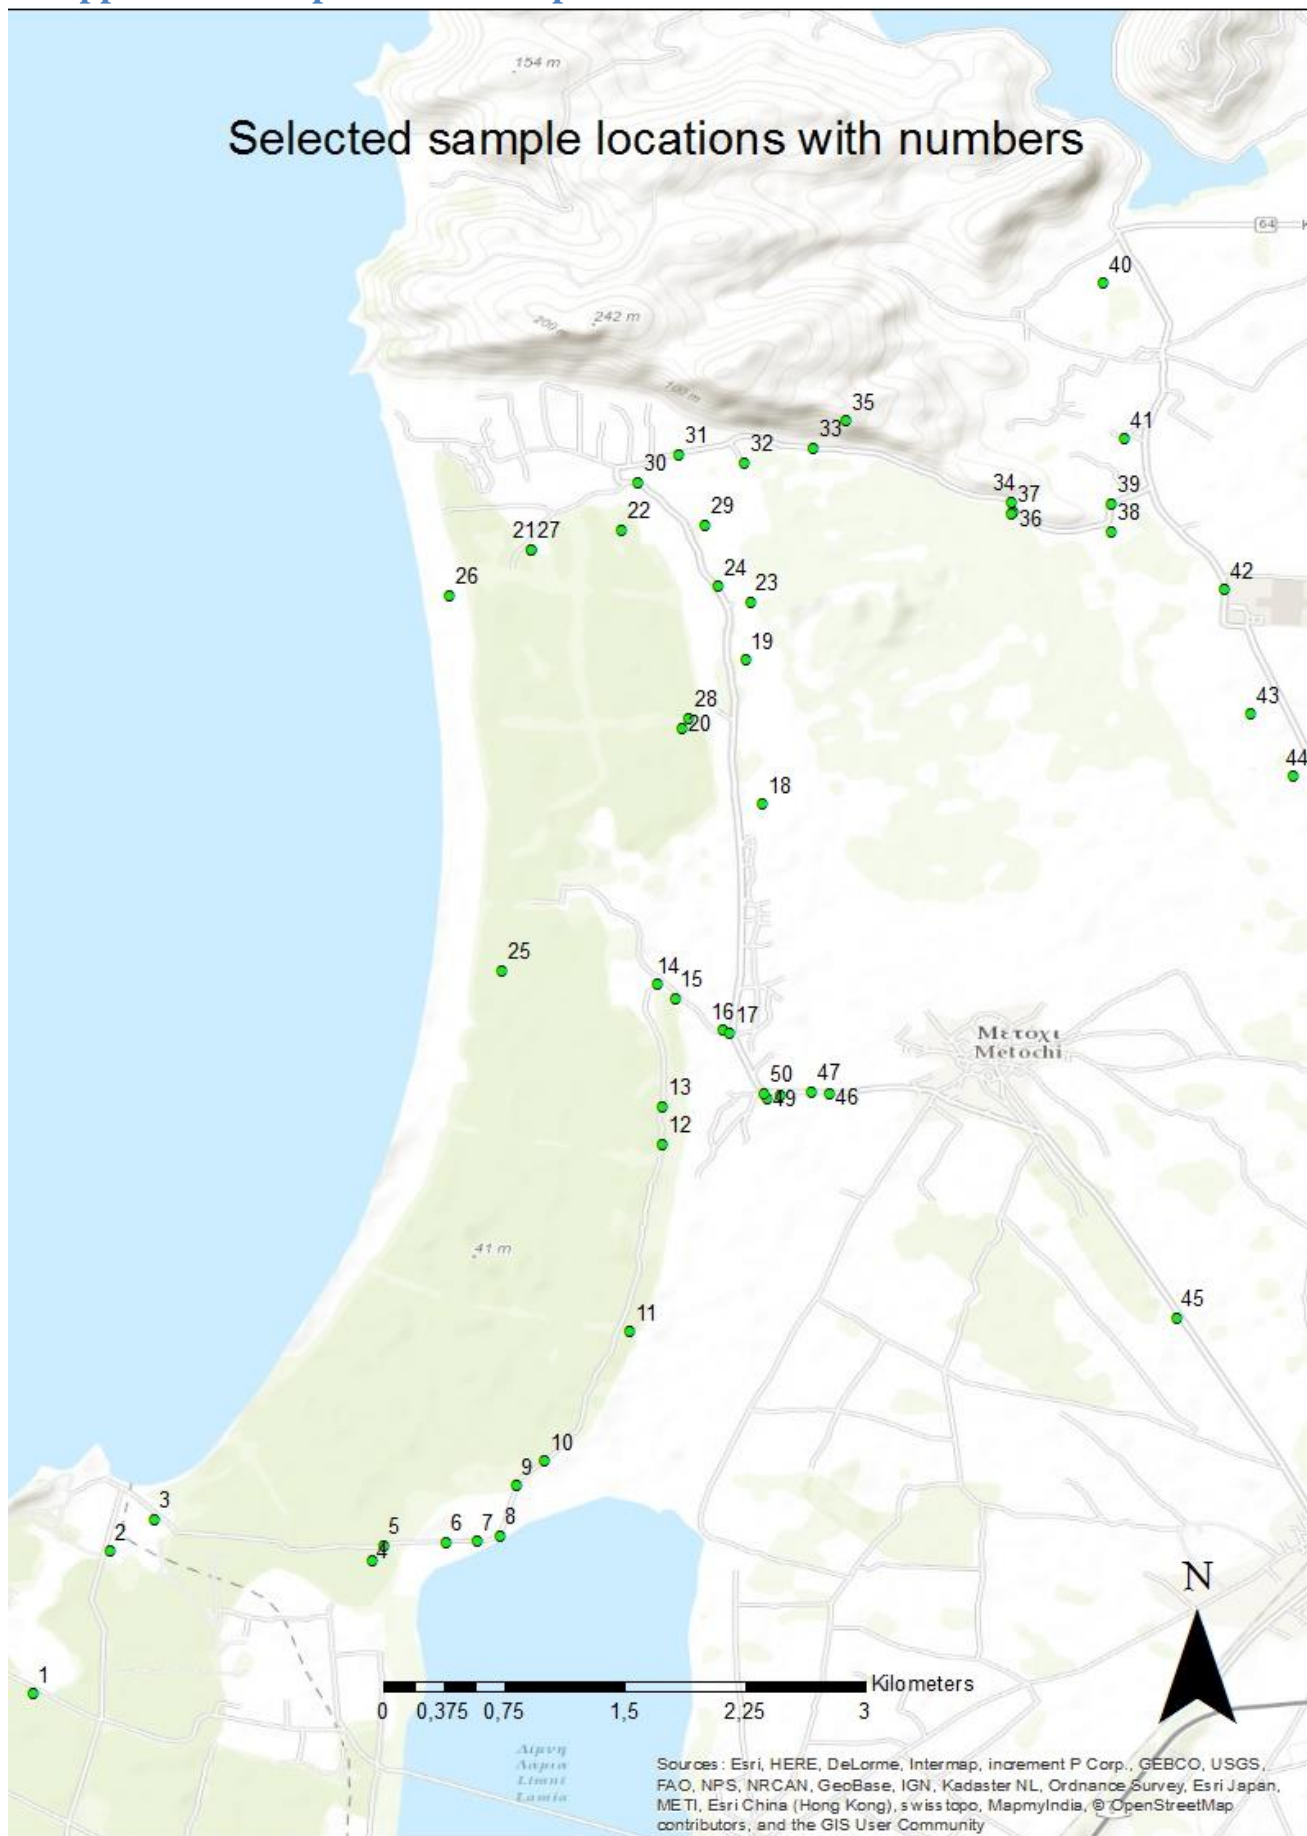 154 m
Selected sample locations with numbers
64
40
242 m
200 m
100 m
35
41
31
33
32
30
34
37
39
29
22
36
38
2127
24
42
26
23
19
28
43
20
44
18
25
14
15
16
17
Μετοχι
Metochi
50
47
13
49
46
12
41 m
45
11
10
9
3
8
7
6
5
2
4
N
1
Kilometers
0 0,375 0,75 1,5 2,25 3
Λίμνη
Λαμία
Limni
Lamia
Sources: Esri, HERE, DeLorme, Intermap, increment P Corp., GEBCO, USGS,
FAO, NPS, NRCAN, GeoBase, IGN, Kadaster NL, Ordnance Survey, Esri Japan,
METI, Esri China (Hong Kong), swisstopo, MapmyIndia, © OpenStreetMap
contributors, and the GIS User Community